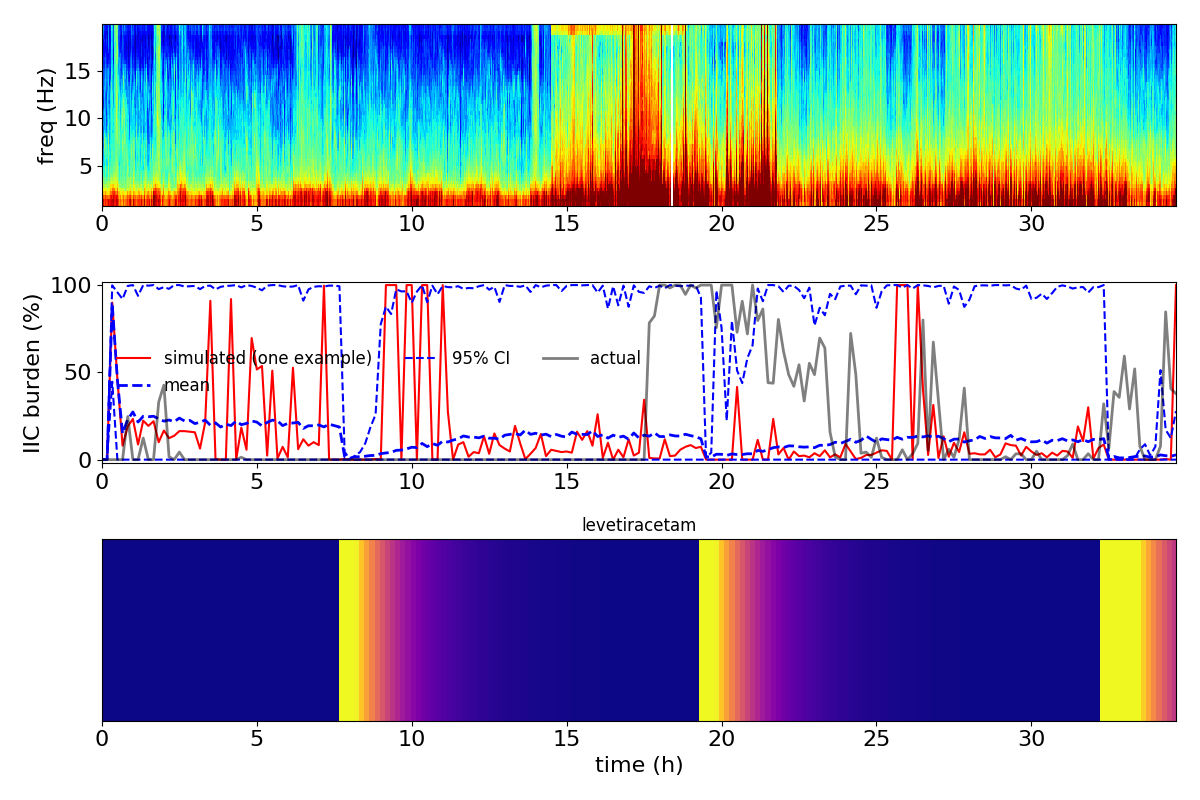 freq (Hz)
15
10
5
0 5 10 15 20 25 30
IIC burden (%)
100
50
0
simulated (one example) 95% CI actual
mean
0 5 10 15 20 25 30
levetiracetam
0 5 10 15 20 25 30
time (h)